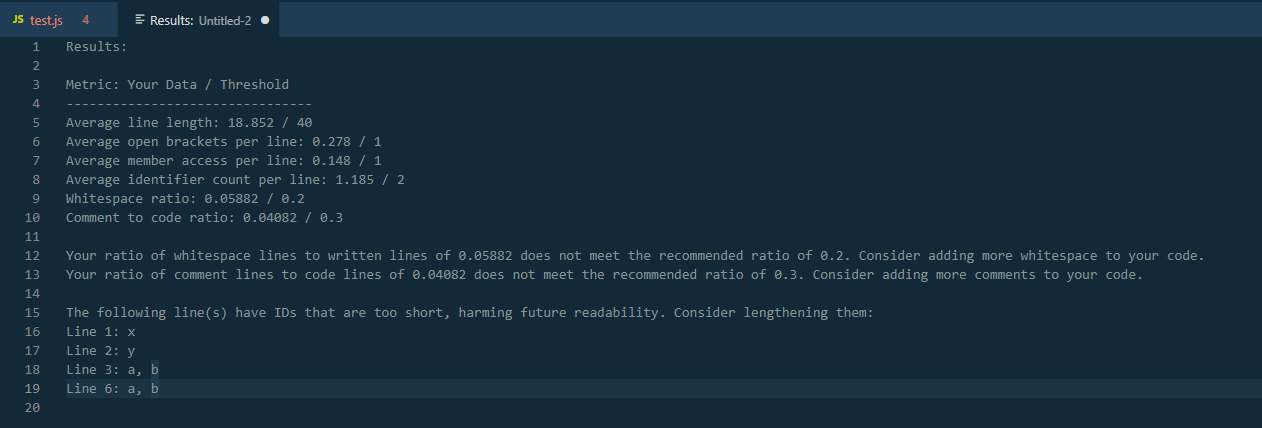 JS test.js 4 Results: Untitled-2
1 Results:
2
3 Metric: Your Data / Threshold
4 --------------------------------
5 Average line length: 18.852 / 40
6 Average open brackets per line: 0.278 / 1
7 Average member access per line: 0.148 / 1
8 Average identifier count per line: 1.185 / 2
9 Whitespace ratio: 0.05882 / 0.2
10 Comment to code ratio: 0.04082 / 0.3
11
12 Your ratio of whitespace lines to written lines of 0.05882 does not meet the recommended ratio of 0.2. Consider adding more whitespace to your code.
13 Your ratio of comment lines to code lines of 0.04082 does not meet the recommended ratio of 0.3. Consider adding more comments to your code.
14
15 The following line(s) have IDs that are too short, harming future readability. Consider lengthening them:
16 Line 1: x
17 Line 2: y
18 Line 3: a, b
19 Line 6: a, b
20